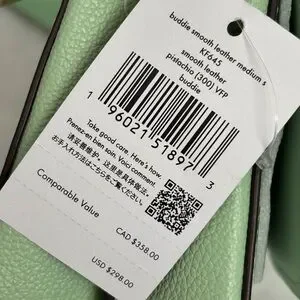 buddie smooth leather medium s
KF645
smooth leather
pistachio (300) VFP
buddie
1 96021 51897 3
Take good care. Here's how.
Prenez-en bien soin. Voici comment.
请妥善维护。这里是具体做法。
お手入れ方法はこちらをご覧ください。
Comparable Value
CAD $358.00
USD $298.00